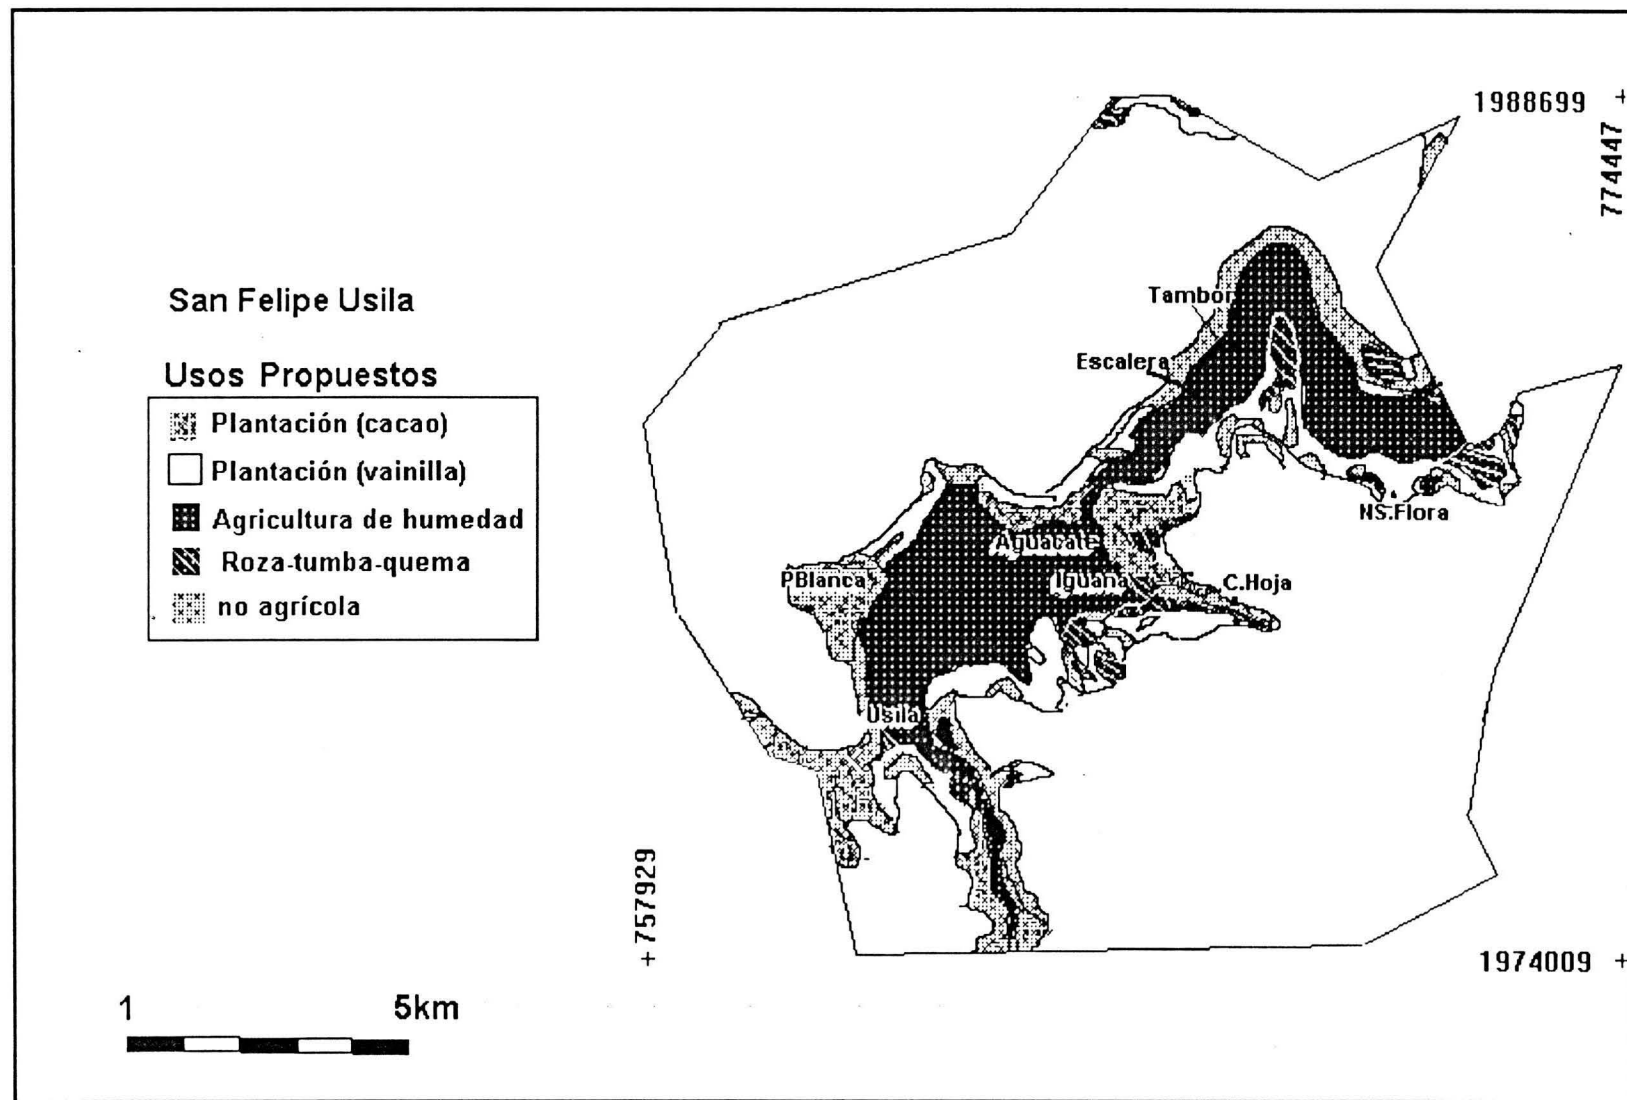 1988699
774447
San Felipe Usila
Usos Propuestos
Plantación (cacao)
Plantación (vainilla)
Agricultura de humedad
Roza-tumba-quema
no agrícola
Tambor
Escalera
NS.Flora
Aguacate
PBlanca
Iguana
C.Hoja
Usila
757929
1974009
1 5km